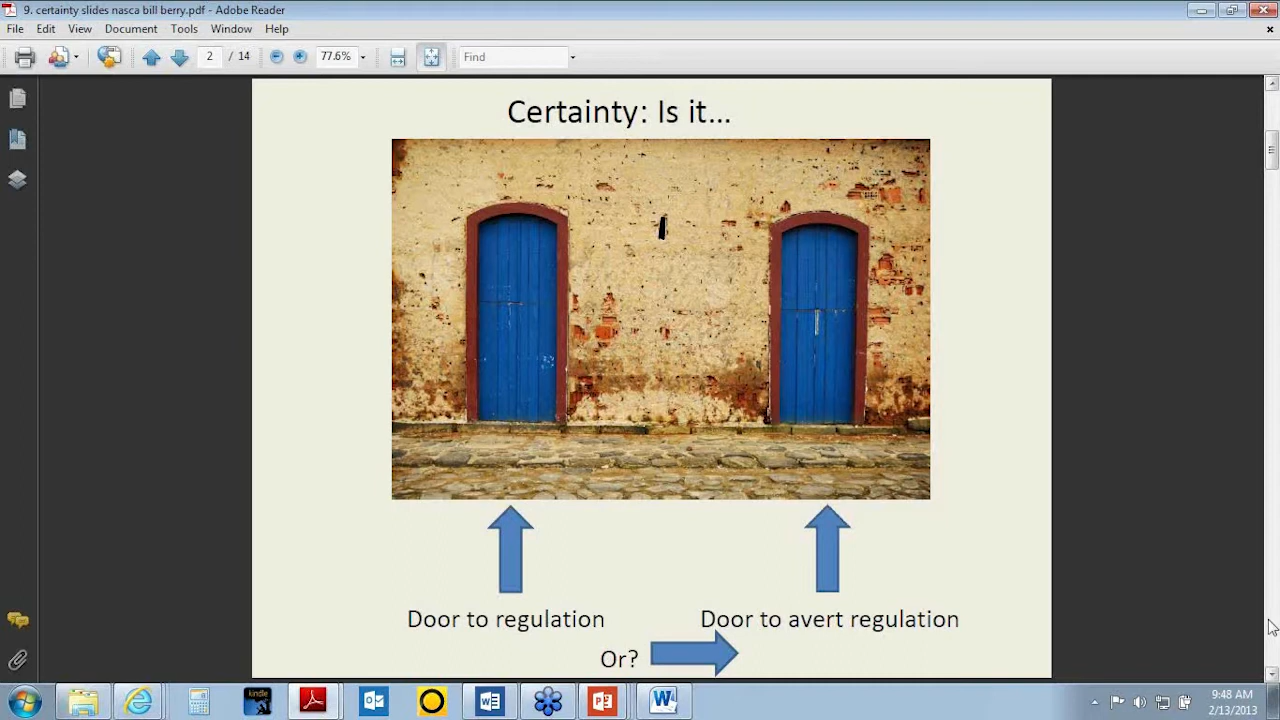 9. certainty slides nasca bill berry.pdf - Adobe Reader
File Edit View Document Tools Window Help
2 / 14 77.6% Find
Certainty: Is it...
Door to regulation Door to avert regulation
Or?
kindle
9:48 AM
2/13/2013